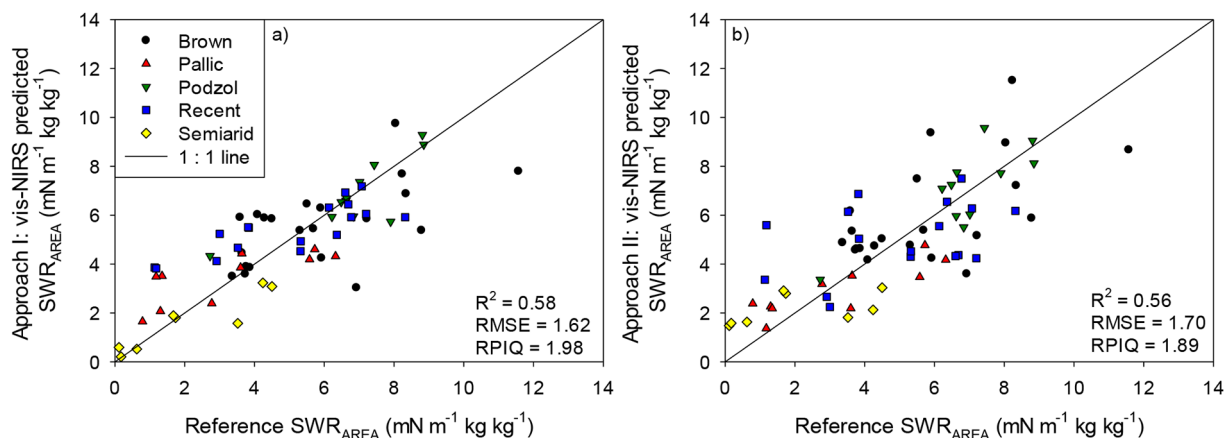 Approach I: vis-NIRS predicted
SWR_AREA (mN m⁻¹ kg kg⁻¹)
14
12
10
8
6
4
2
0
a)
Brown
Pallic
Podzol
Recent
Semiarid
1 : 1 line
R² = 0.58
RMSE = 1.62
RPIQ = 1.98
0 2 4 6 8 10 12 14
Reference SWR_AREA (mN m⁻¹ kg kg⁻¹)
Approach II: vis-NIRS predicted
SWR_AREA (mN m⁻¹ kg kg⁻¹)
14
12
10
8
6
4
2
0
b)
R² = 0.56
RMSE = 1.70
RPIQ = 1.89
0 2 4 6 8 10 12 14
Reference SWR_AREA (mN m⁻¹ kg kg⁻¹)